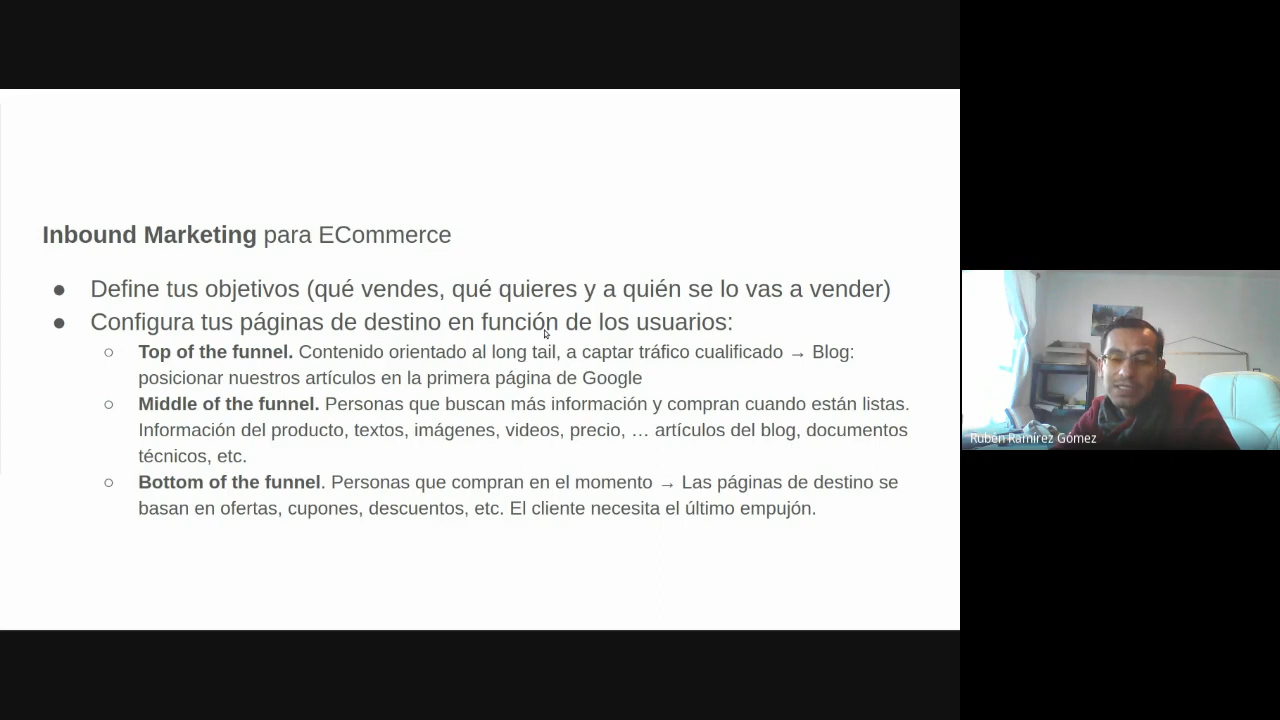 Inbound Marketing para ECommerce
● Define tus objetivos (qué vendes, qué quieres y a quién se lo vas a vender)
● Configura tus páginas de destino en función de los usuarios:
○ Top of the funnel. Contenido orientado al long tail, a captar tráfico cualificado → Blog:
posicionar nuestros artículos en la primera página de Google
○ Middle of the funnel. Personas que buscan más información y compran cuando están listas.
Información del producto, textos, imágenes, videos, precio, … artículos del blog, documentos
técnicos, etc.
○ Bottom of the funnel. Personas que compran en el momento → Las páginas de destino se
basan en ofertas, cupones, descuentos, etc. El cliente necesita el último empujón.
Rubén Ramírez Gómez